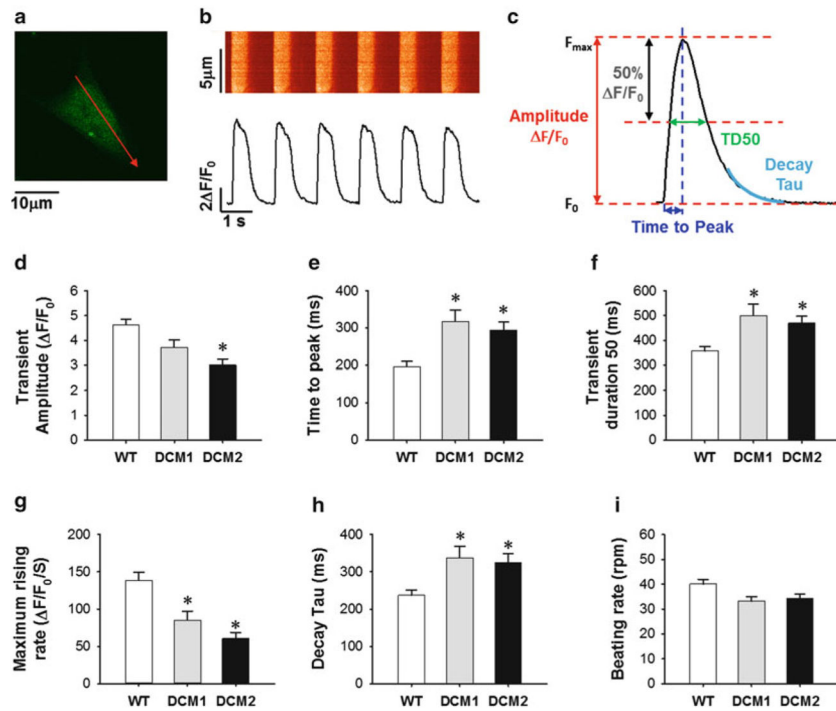 a
10μm
b
5μm
2ΔF/F0
1 s
c
Fmax
50%
ΔF/F0
Amplitude
ΔF/F0
TD50
Decay
Tau
F0
Time to Peak
d
Transient
Amplitude (ΔF/F0)
6
5
4
3
2
1
0
*
WT DCM1 DCM2
e
Time to peak (ms)
400
300
200
100
0
* *
WT DCM1 DCM2
f
Transient
duration 50 (ms)
600
500
400
300
200
100
0
* *
WT DCM1 DCM2
g
Maximum rising
rate (ΔF/F0/S)
200
150
100
50
0
* *
WT DCM1 DCM2
h
Decay Tau (ms)
400
300
200
100
0
* *
WT DCM1 DCM2
i
Beating rate (rpm)
60
50
40
30
20
10
0
WT DCM1 DCM2